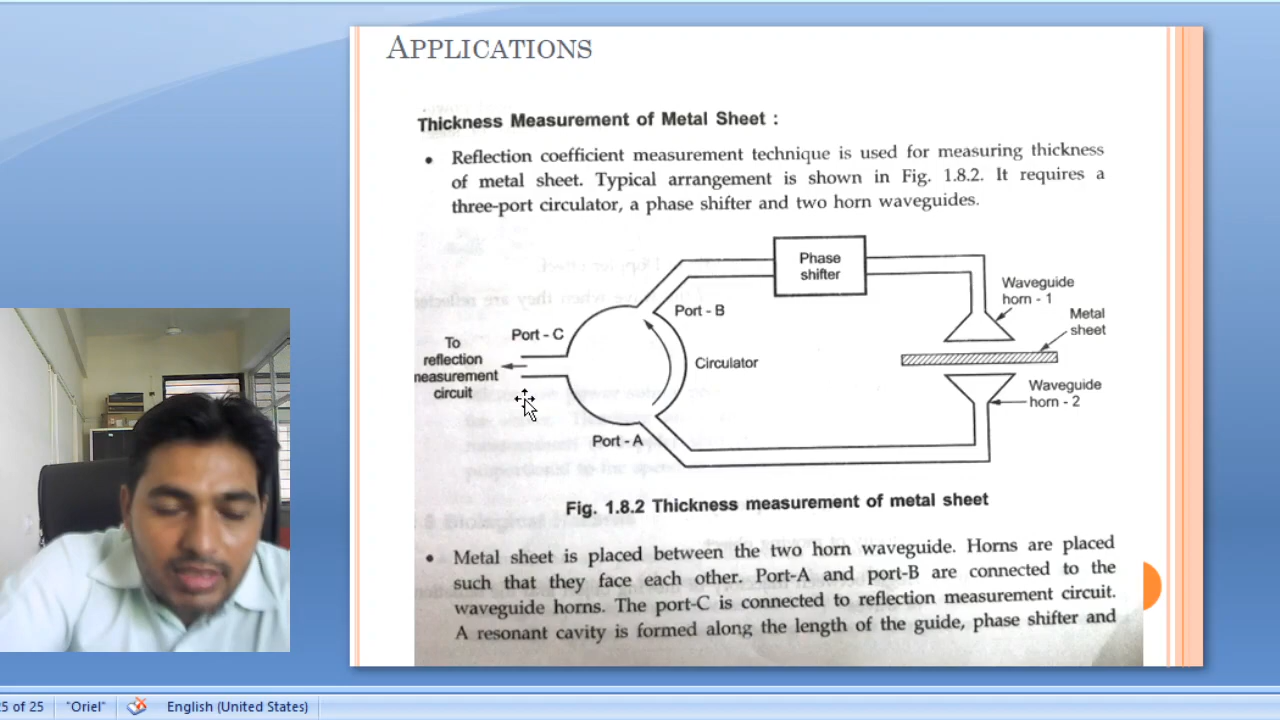 APPLICATIONS
Thickness Measurement of Metal Sheet :
• Reflection coefficient measurement technique is used for measuring thickness
of metal sheet. Typical arrangement is shown in Fig. 1.8.2. It requires a
three-port circulator, a phase shifter and two horn waveguides.
Phase
shifter
Waveguide
horn - 1
Port - B
Metal
sheet
Port - C
To
reflection
measurement
circuit
Circulator
Waveguide
horn - 2
Port - A
Fig. 1.8.2 Thickness measurement of metal sheet
• Metal sheet is placed between the two horn waveguide. Horns are placed
such that they face each other. Port-A and port-B are connected to the
waveguide horns. The port-C is connected to reflection measurement circuit.
A resonant cavity is formed along the length of the guide, phase shifter and
5 of 25
"Oriel"
English (United States)